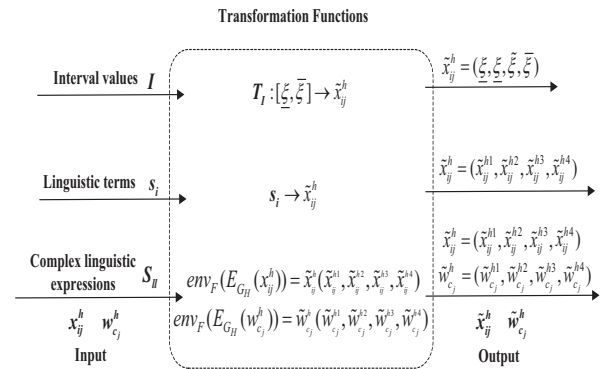 Transformation Functions
Interval values I
T_I : [ξ̲, ξ̅] → x̃_ij^h
x̃_ij^h = (ξ̲, ξ̲, ξ̃, ξ̅)
Linguistic terms s_i
s_i → x̃_ij^h
x̃_ij^h = (x̃_ij^h1, x̃_ij^h2, x̃_ij^h3, x̃_ij^h4)
Complex linguistic
expressions S_ll
env_F(E_G_H(x_ij^h)) = x̃_ij^h(x̃_ij^h1, x̃_ij^h2, x̃_ij^h3, x̃_ij^h4)
env_F(E_G_H(w_c_j^h)) = w̃_c_j^h(w̃_c_j^h1, w̃_c_j^h2, w̃_c_j^h3, w̃_c_j^h4)
x̃_ij^h = (x̃_ij^h1, x̃_ij^h2, x̃_ij^h3, x̃_ij^h4)
w̃_c_j^h = (w̃_c_j^h1, w̃_c_j^h2, w̃_c_j^h3, w̃_c_j^h4)
x_ij^h w_c_j^h
Input
x̃_ij^h w̃_c_j^h
Output